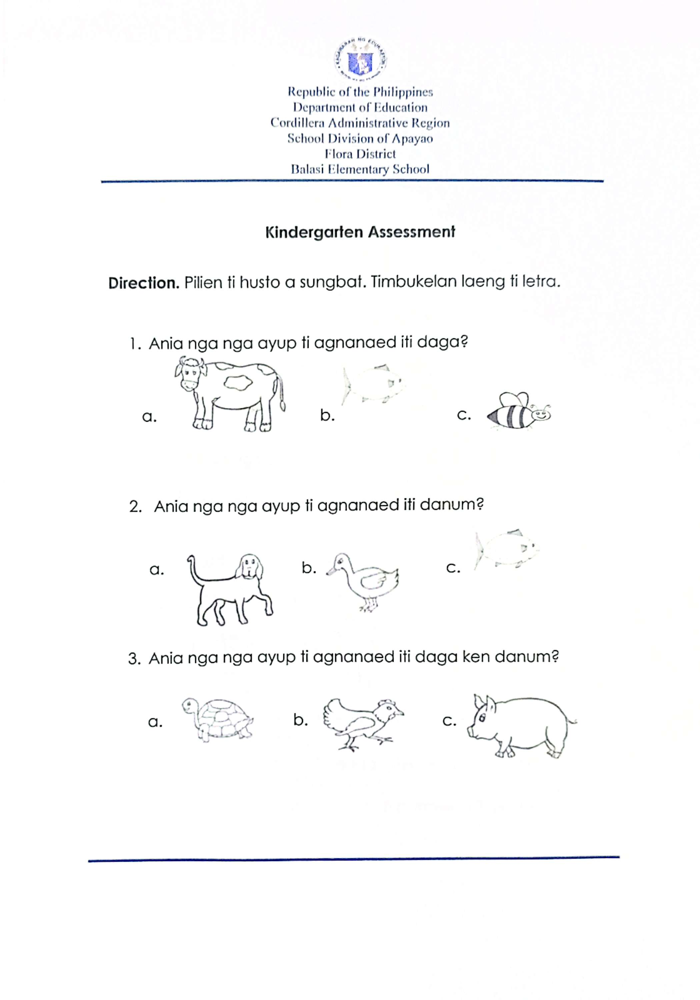 KAGAWARAN NG EDUKASYON
Republic of the Philippines
Department of Education
Cordillera Administrative Region
School Division of Apayao
Flora District
Balasi Elementary School
Kindergarten Assessment
Direction. Pilien ti husto a sungbat. Timbukelan laeng ti letra.
1. Ania nga nga ayup ti agnanaed iti daga?
a. b. c.
2. Ania nga nga ayup ti agnanaed iti danum?
a. b. c.
3. Ania nga nga ayup ti agnanaed iti daga ken danum?
a. b. c.